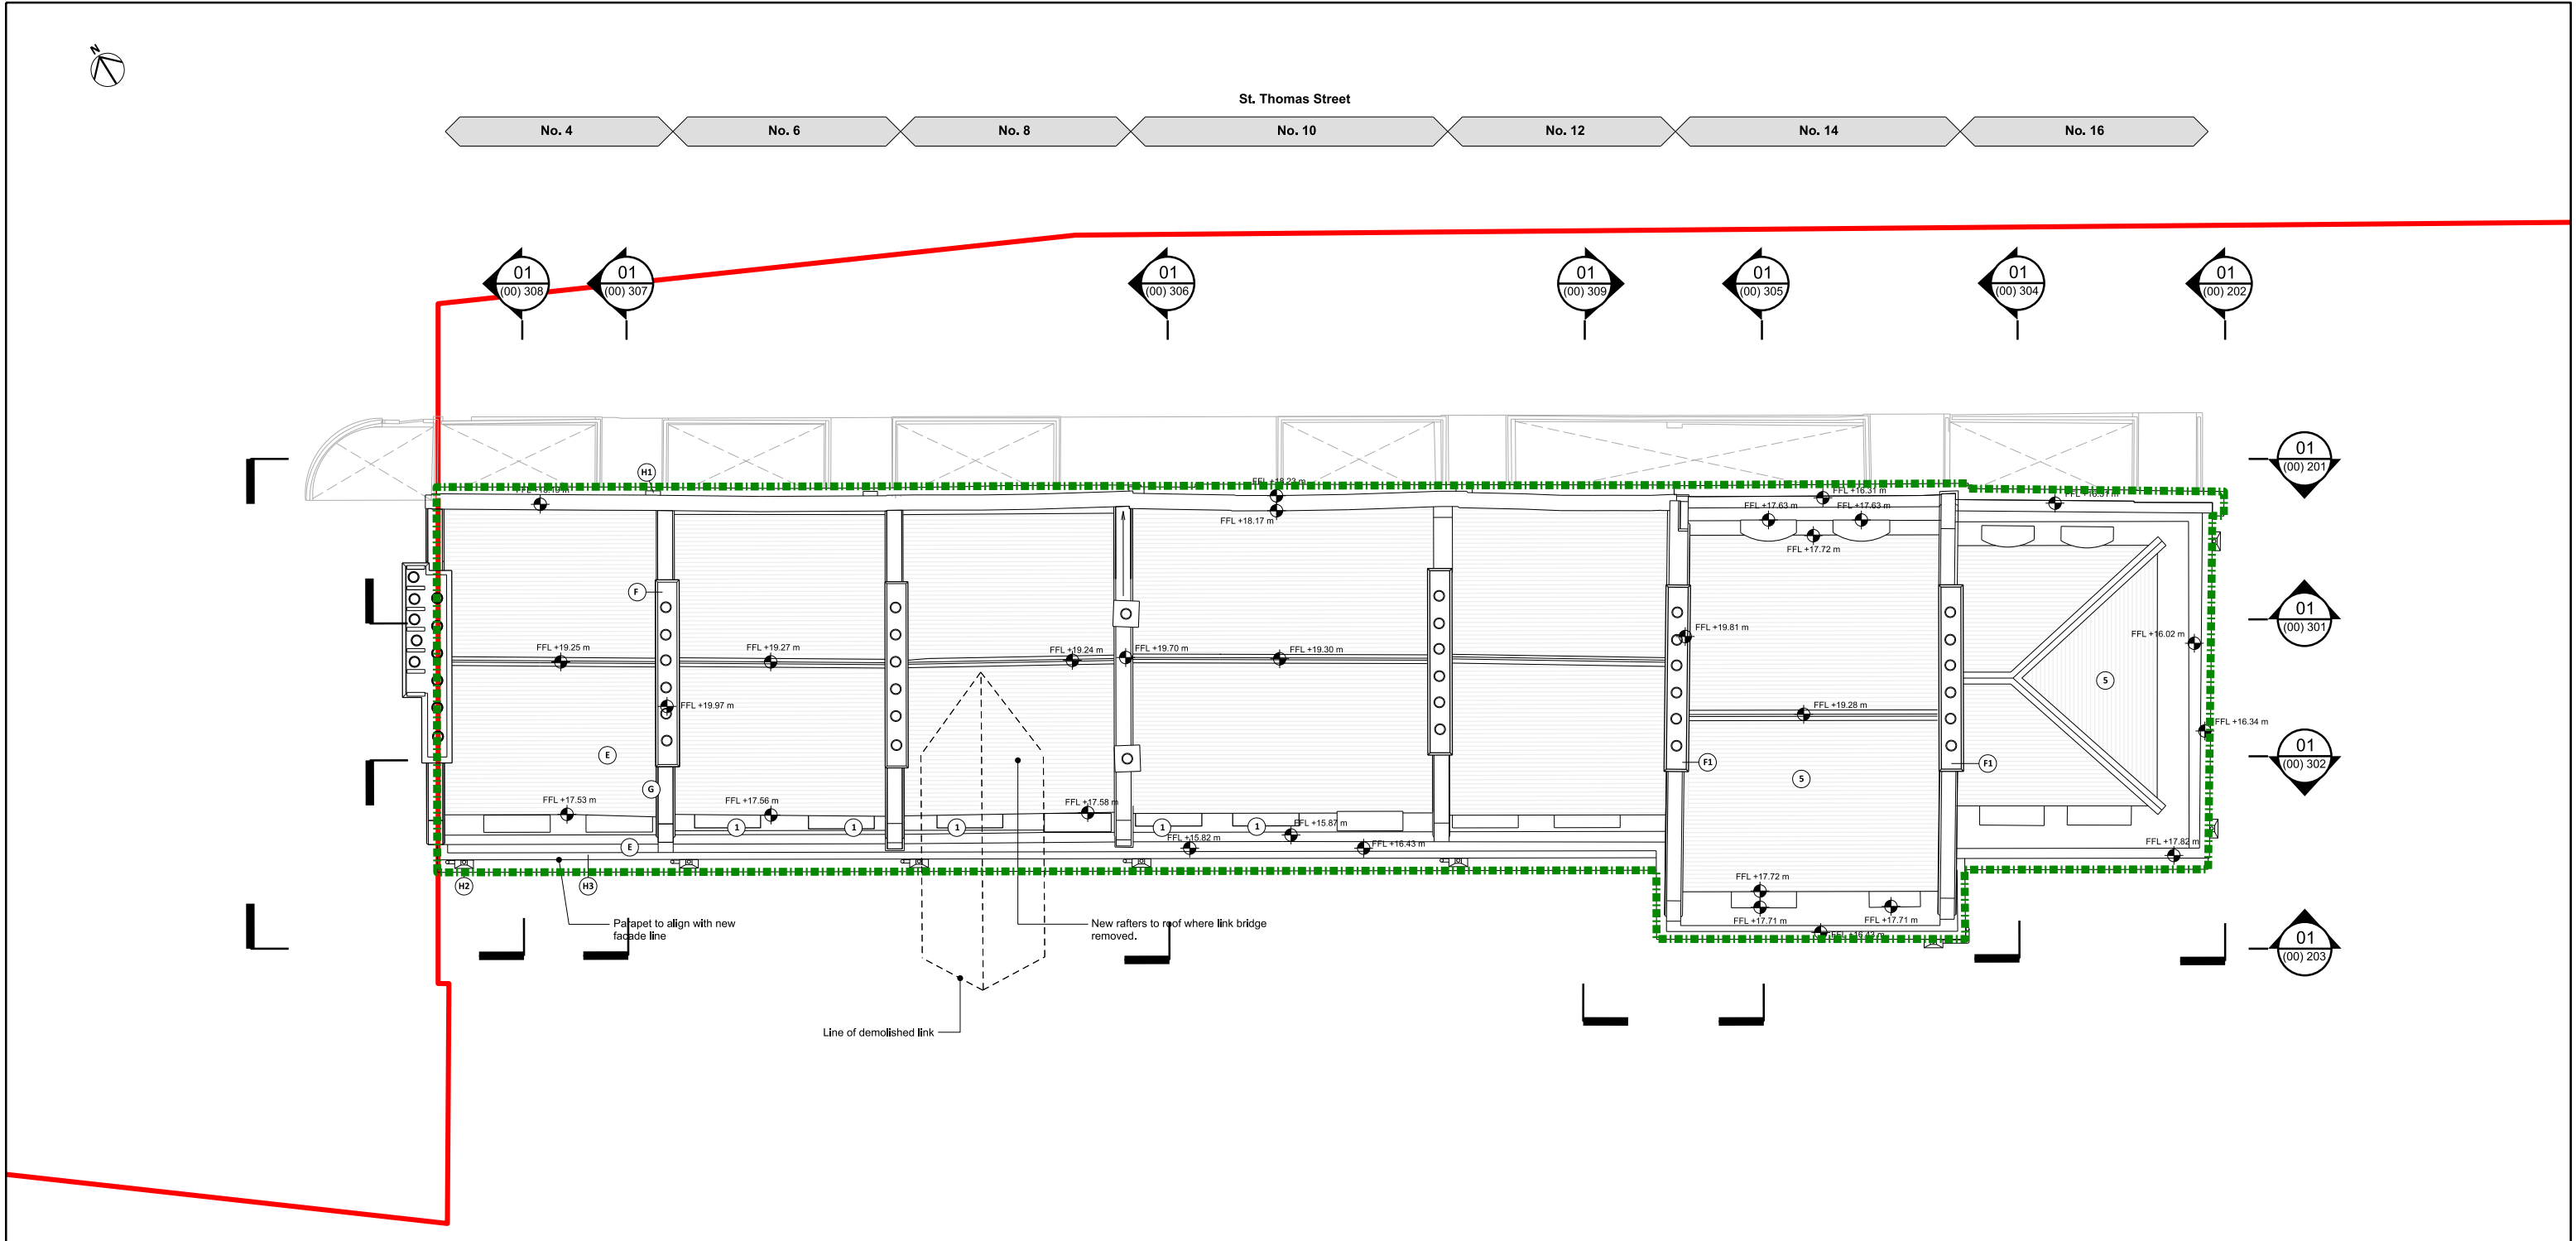 N
St. Thomas Street
No. 4
No. 6
No. 8
No. 10
No. 12
No. 14
No. 16
01
(00) 308
01
(00) 307
01
(00) 306
01
(00) 309
01
(00) 305
01
(00) 304
01
(00) 202
01
(00) 201
01
(00) 301
01
(00) 302
01
(00) 203
H1
FFL +18.23 m
FFL +18.17 m
FFL +16.31 m
FFL +17.63 m
FFL +17.63 m
FFL +17.72 m
F
FFL +19.25 m
FFL +19.27 m
FFL +19.24 m
FFL +19.70 m
FFL +19.30 m
FFL +19.81 m
FFL +16.02 m
5
FFL +19.97 m
FFL +19.28 m
FFL +16.34 m
E
F1
F1
5
G
FFL +17.53 m
FFL +17.56 m
FFL +17.58 m
1
1
1
1
1
FFL +15.87 m
FFL +15.82 m
FFL +16.43 m
FFL +17.82 m
E
H2
H3
FFL +17.72 m
FFL +17.71 m
FFL +17.71 m
Parapet to align with new
facade line
New rafters to roof where link bridge
removed.
Line of demolished link